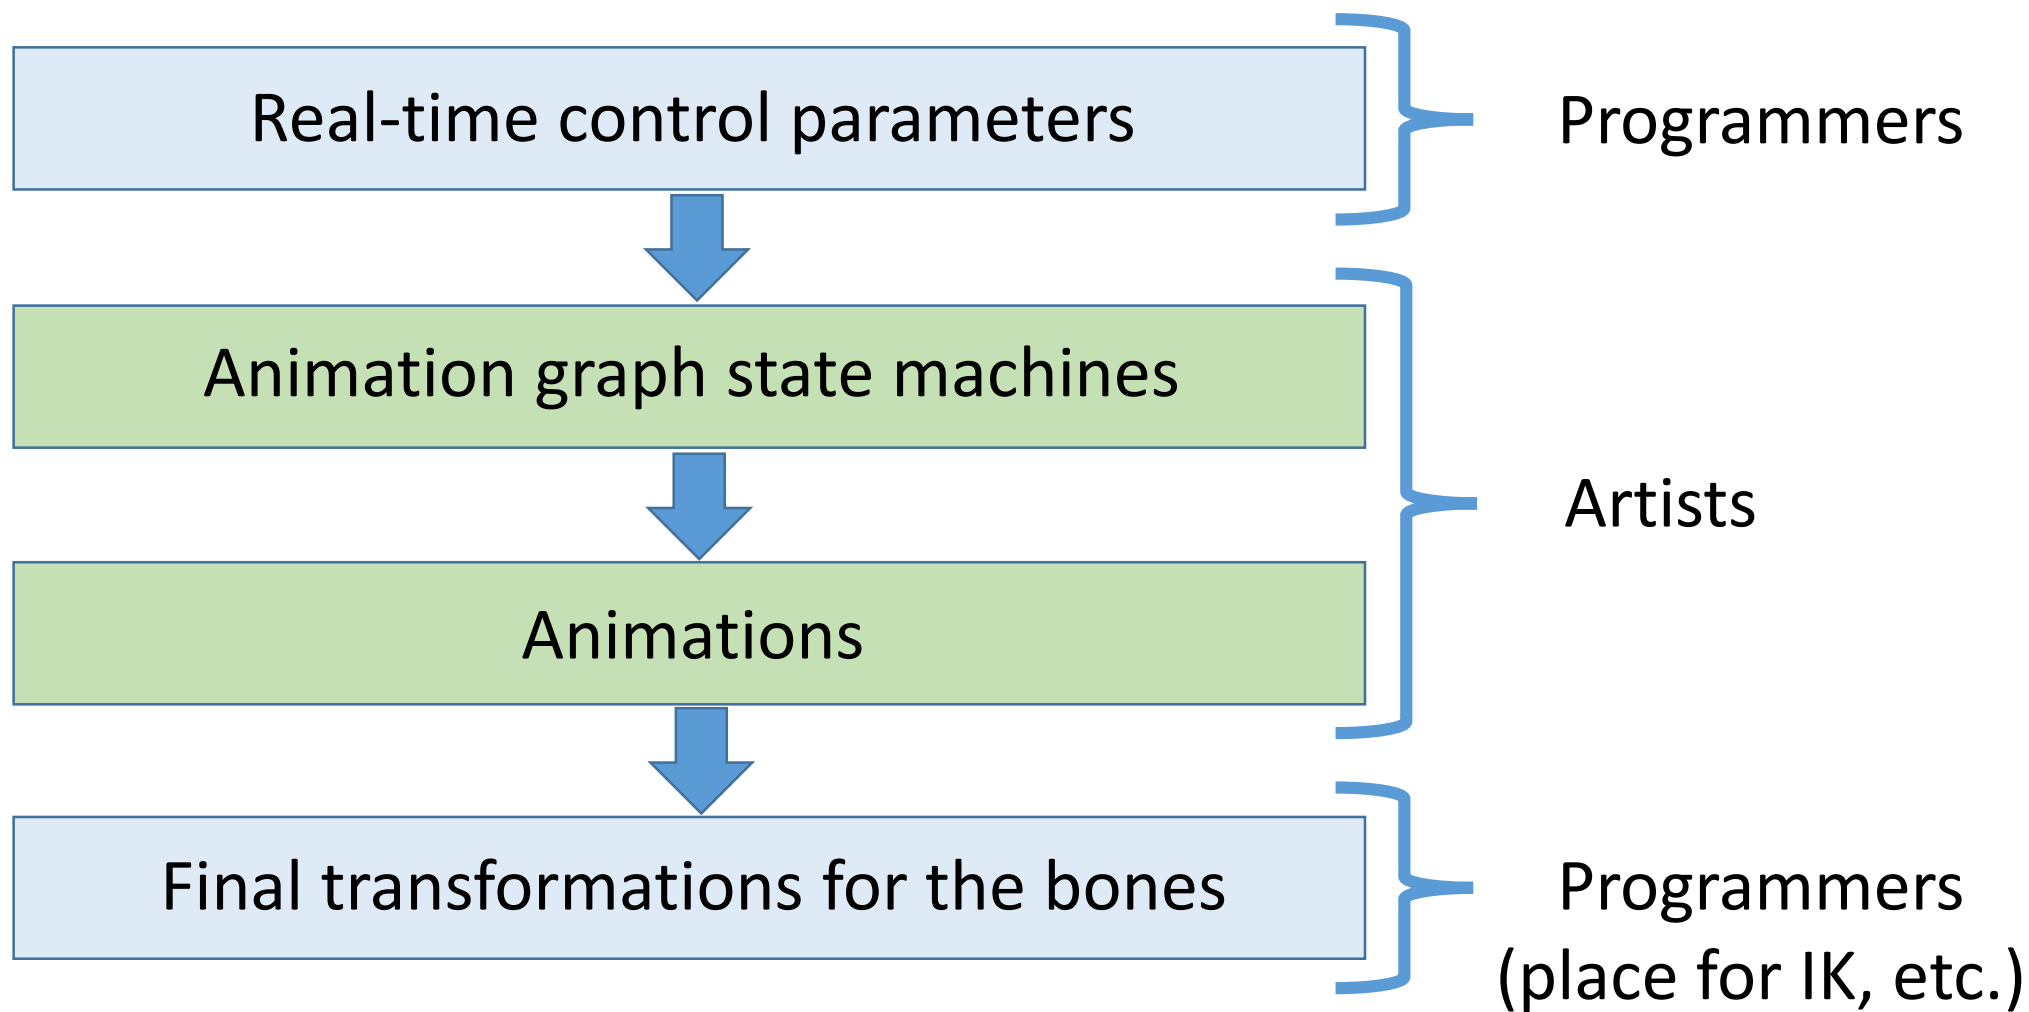 Real-time control parameters
Programmers
Animation graph state machines
Artists
Animations
Final transformations for the bones
Programmers
(place for IK, etc.)